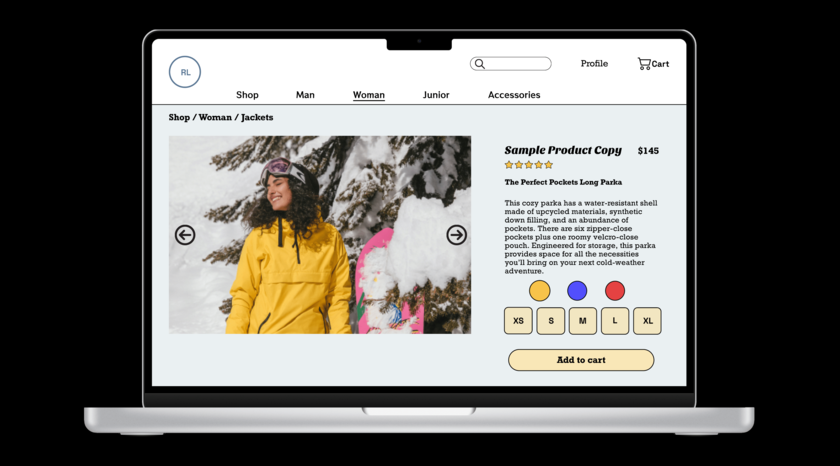 RL
Profile
Cart
Shop
Man
Woman
Junior
Accessories
Shop / Woman / Jackets
Sample Product Copy
$145
The Perfect Pockets Long Parka
This cozy parka has a water-resistant shell
made of upcycled materials, synthetic
down filling, and an abundance of
pockets. There are six zipper-close
pockets plus one roomy velcro-close
pouch. Engineered for storage, this parka
provides space for all the necessities
you'll bring on your next cold-weather
adventure.
XS
S
M
L
XL
Add to cart